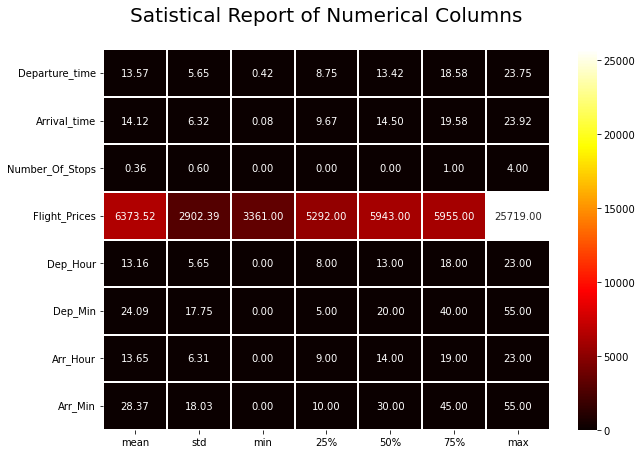 Satistical Report of Numerical Columns
Departure_time 13.57 5.65 0.42 8.75 13.42 18.58 23.75
Arrival_time 14.12 6.32 0.08 9.67 14.50 19.58 23.92
Number_Of_Stops 0.36 0.60 0.00 0.00 0.00 1.00 4.00
Flight_Prices 6373.52 2902.39 3361.00 5292.00 5943.00 5955.00 25719.00
Dep_Hour 13.16 5.65 0.00 8.00 13.00 18.00 23.00
Dep_Min 24.09 17.75 0.00 5.00 20.00 40.00 55.00
Arr_Hour 13.65 6.31 0.00 9.00 14.00 19.00 23.00
Arr_Min 28.37 18.03 0.00 10.00 30.00 45.00 55.00
mean std min 25% 50% 75% max
25000
20000
15000
10000
5000
0